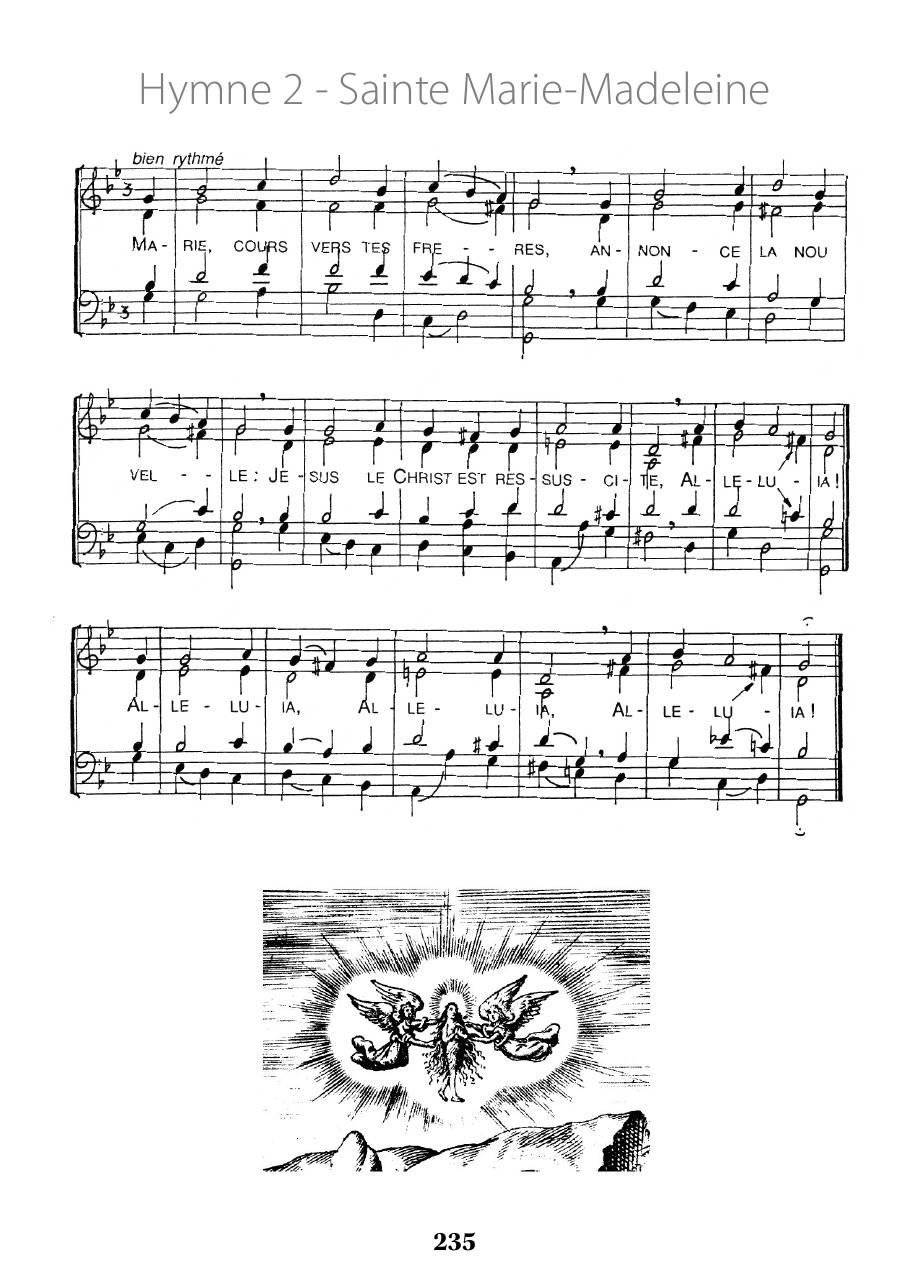 Hymne 2 - Sainte Marie-Madeleine
bien rythmé
MA- RIE, COURS VERS TES FRE - - RES, AN- NON - CE LA NOU
VEL - - LE : JE - SUS LE CHRIST EST RES - SUS - CI - TE, AL - LE - LU - IA !
AL - LE - LU - IA, AL - LE - LU - IA, AL - LE - LU - IA !
235